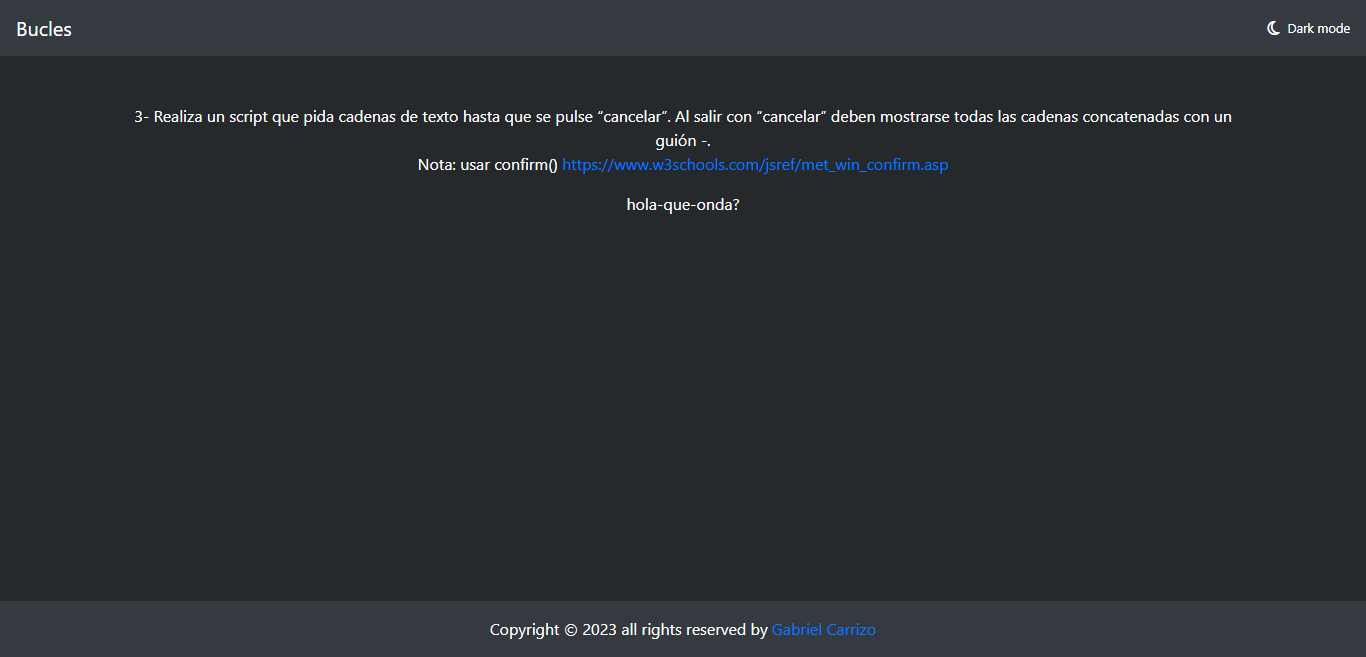 Bucles
Dark mode
3- Realiza un script que pida cadenas de texto hasta que se pulse “cancelar”. Al salir con “cancelar” deben mostrarse todas las cadenas concatenadas con un
guión -.
Nota: usar confirm() https://www.w3schools.com/jsref/met_win_confirm.asp
hola-que-onda?
Copyright © 2023 all rights reserved by Gabriel Carrizo